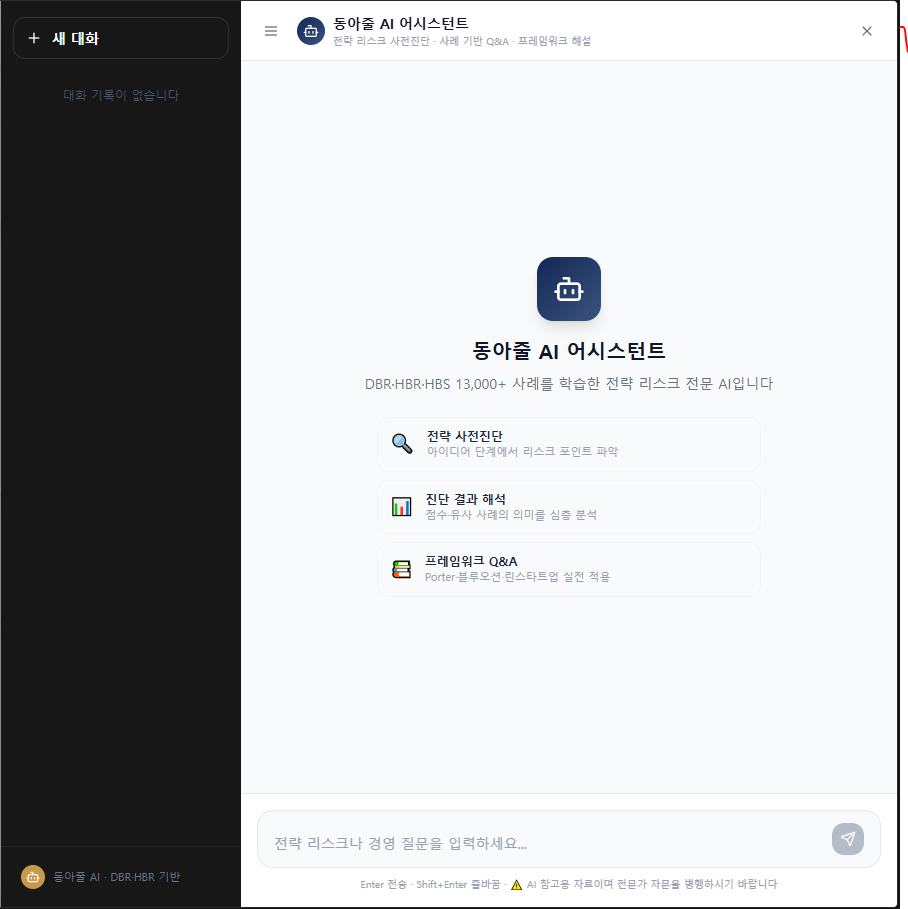 새 대화
대화 기록이 없습니다
동아줄 AI · DBR·HBR 기반
동아줄 AI 어시스턴트
전략 리스크 사전진단 · 사례 기반 Q&A · 프레임워크 해설
동아줄 AI 어시스턴트
DBR·HBR·HBS 13,000+ 사례를 학습한 전략 리스크 전문 AI입니다
전략 사전진단
아이디어 단계에서 리스크 포인트 파악
진단 결과 해석
점수·유사 사례의 의미를 심층 분석
프레임워크 Q&A
Porter·블루오션·린스타트업 실전 적용
전략 리스크나 경영 질문을 입력하세요...
Enter 전송 · Shift+Enter 줄바꿈 · ⚠ AI 참고용 자료이며 전문가 자문을 병행하시기 바랍니다